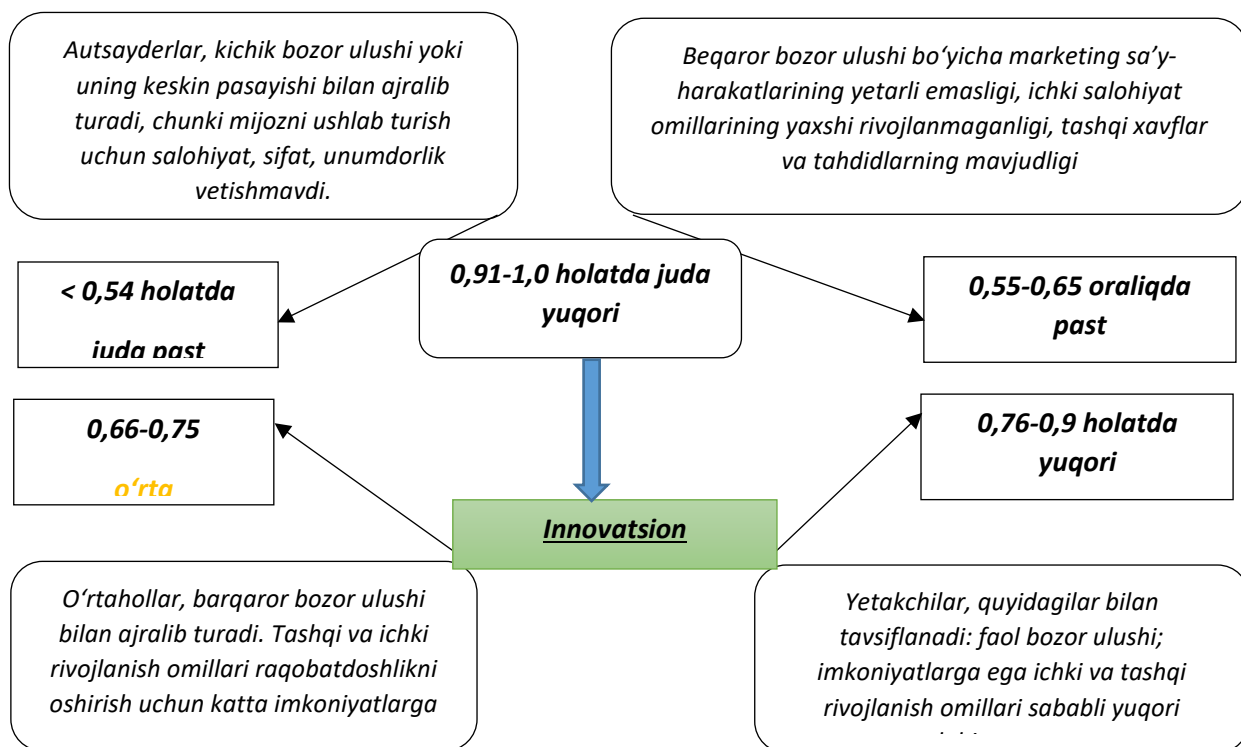 Autsayderlar, kichik bozor ulushi yoki
uning keskin pasayishi bilan ajralib
turadi, chunki mijozni ushlab turish
uchun salohiyat, sifat, unumdorlik
yetishmaydi.
Beqaror bozor ulushi bo‘yicha marketing sa’y-
harakatlarining yetarli emasligi, ichki salohiyat
omillarining yaxshi rivojlanmaganligi, tashqi xavflar
va tahdidlarning mavjudligi
< 0,54 holatda
juda past
0,91-1,0 holatda juda
yuqori
0,55-0,65 oraliqda
past
0,66-0,75
o‘rta
0,76-0,9 holatda
yuqori
Innovatsion
O‘rtahollar, barqaror bozor ulushi
bilan ajralib turadi. Tashqi va ichki
rivojlanish omillari raqobatdoshlikni
oshirish uchun katta imkoniyatlarga
Yetakchilar, quyidagilar bilan
tavsiflanadi: faol bozor ulushi;
imkoniyatlarga ega ichki va tashqi
rivojlanish omillari sababli yuqori